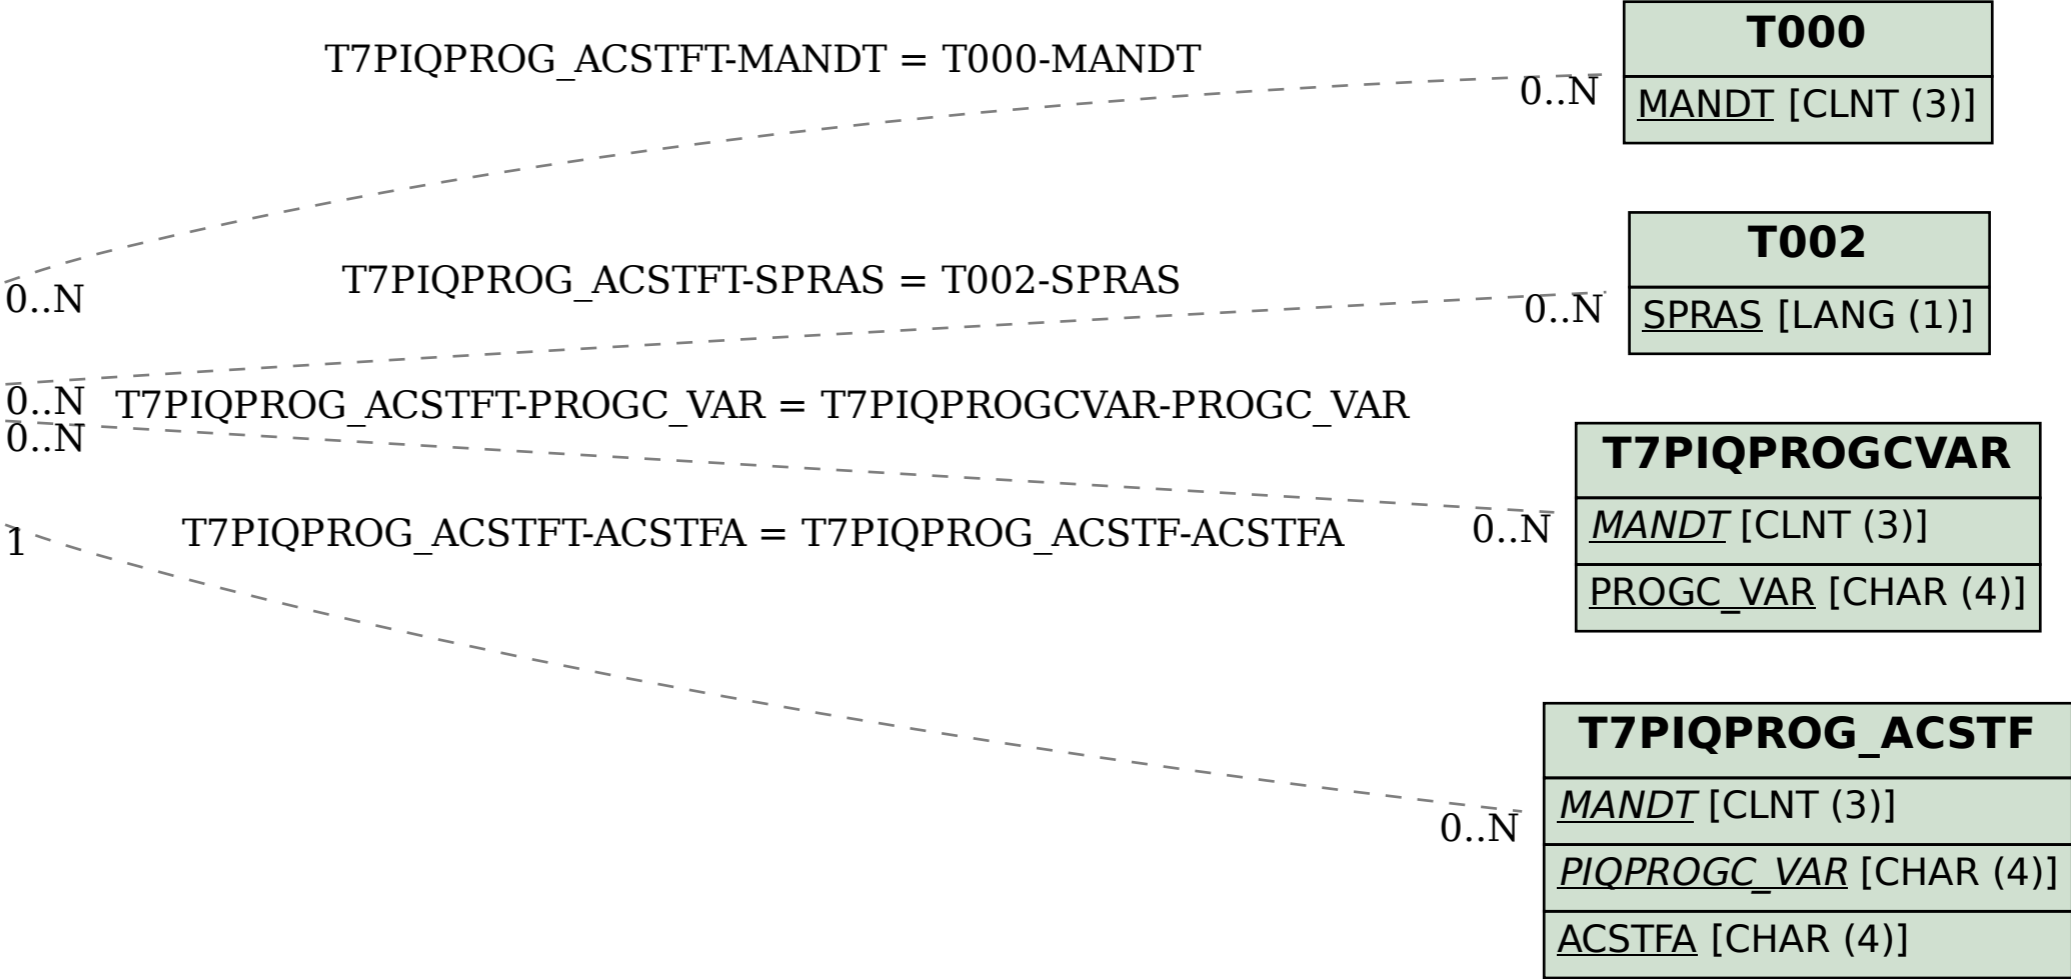 T000
T7PIQPROG_ACSTFT-MANDT = T000-MANDT
0..N
MANDT [CLNT (3)]
T002
T7PIQPROG_ACSTFT-SPRAS = T002-SPRAS
0..N
0..N
SPRAS [LANG (1)]
0..N
T7PIQPROG_ACSTFT-PROGC_VAR = T7PIQPROGCVAR-PROGC_VAR
0..N
T7PIQPROGCVAR
MANDT [CLNT (3)]
0..N
1
T7PIQPROG_ACSTFT-ACSTFA = T7PIQPROG_ACSTF-ACSTFA
PROGC_VAR [CHAR (4)]
T7PIQPROG_ACSTF
MANDT [CLNT (3)]
0..N
PIQPROGC_VAR [CHAR (4)]
ACSTFA [CHAR (4)]